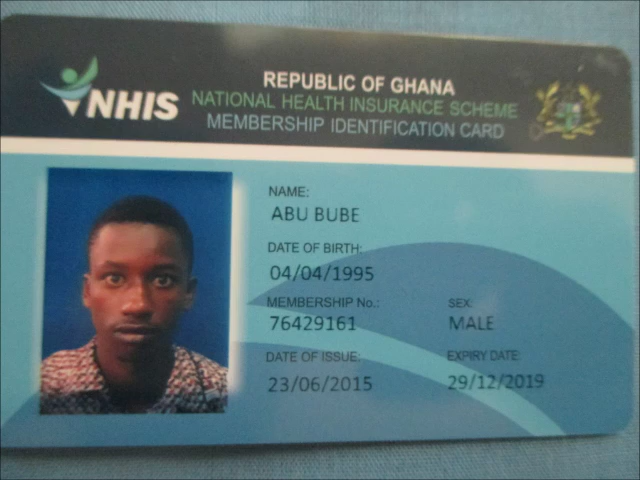 NHIS
REPUBLIC OF GHANA
NATIONAL HEALTH INSURANCE SCHEME
MEMBERSHIP IDENTIFICATION CARD
NAME:
ABU BUBE
DATE OF BIRTH:
04/04/1995
MEMBERSHIP No.: SEX:
76429161 MALE
DATE OF ISSUE: EXPIRY DATE:
23/06/2015 29/12/2019